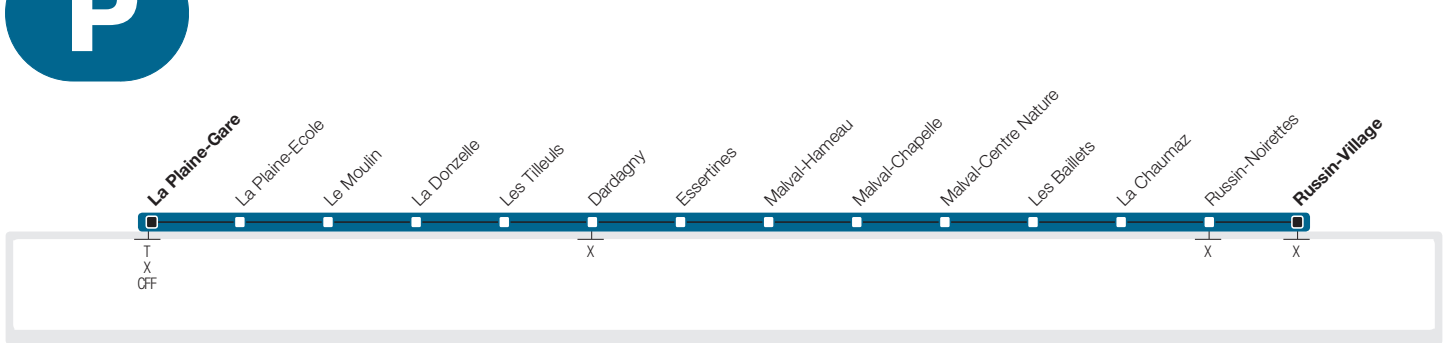 P
La Plaine-Gare
La Plaine-Ecole
Le Moulin
La Donzelle
Les Tilleuls
Dardagny
Essertines
Malval-Hameau
Malval-Chapelle
Malval-Centre Nature
Les Baillets
La Chaumaz
Russin-Noirettes
Russin-Village
T
X
CFF
X
X
X